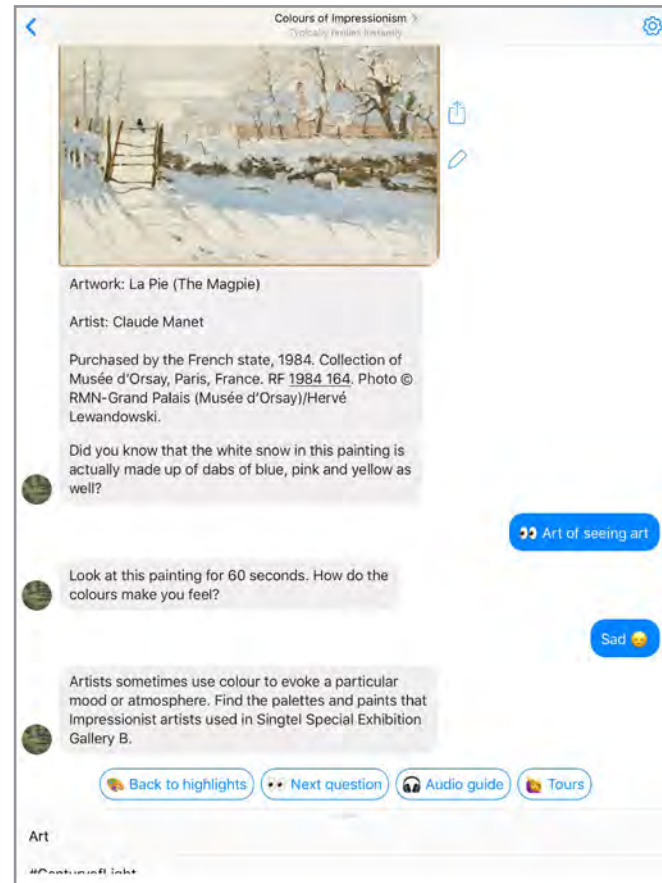 Colours of Impressionism >
Typically replies instantly
Artwork: La Pie (The Magpie)
Artist: Claude Manet
Purchased by the French state, 1984. Collection of
Musée d'Orsay, Paris, France. RF 1984 164. Photo ©
RMN-Grand Palais (Musée d'Orsay)/Hervé
Lewandowski.
Did you know that the white snow in this painting is
actually made up of dabs of blue, pink and yellow as
well?
👀 Art of seeing art
Look at this painting for 60 seconds. How do the
colours make you feel?
Sad 😞
Artists sometimes use colour to evoke a particular
mood or atmosphere. Find the palettes and paints that
Impressionist artists used in Singtel Special Exhibition
Gallery B.
🎨 Back to highlights 👀 Next question 🎧 Audio guide 🙋 Tours
Art
#CenturyofLight